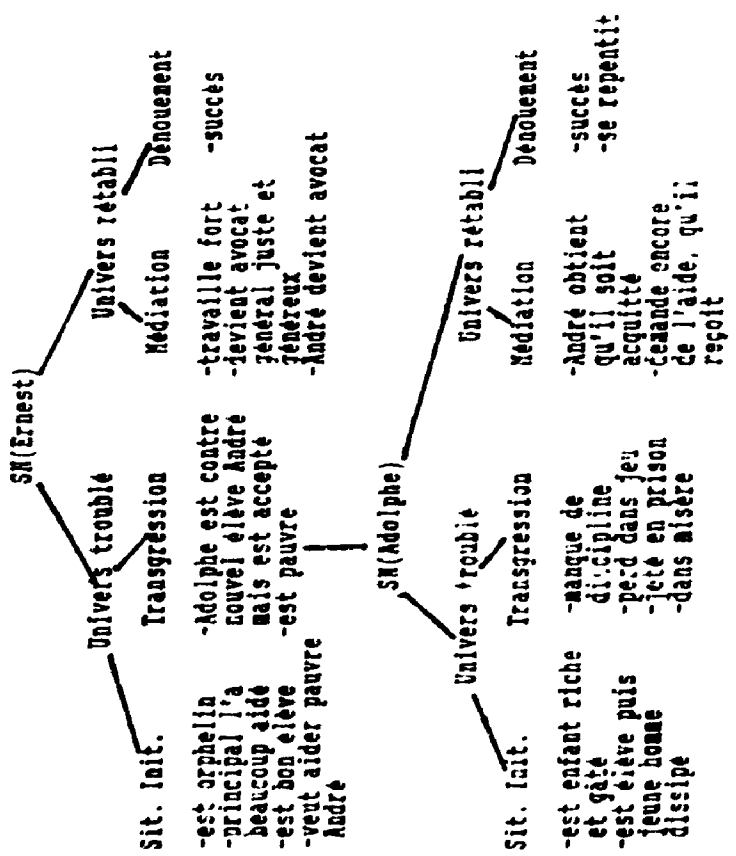 SN(Ernest)
Univers troublé
Univers rétabli
Sit. Init.
Transgression
Médiation
Dénouement
-est orphelin
-principal l'a
beaucoup aidé
-est bon élève
-veut aider pauvre
André
-Adolphe est contre
nouvel élève André
mais est accepté
-est pauvre
-travaille fort
-devient avocat
général juste et
généreux
-André devient avocat
-succès
SN(Adolphe)
Univers trouble
Univers rétabli
Sit. Init.
Transgression
Médiation
Dénouement
-est enfant riche
et gâté
-est élève puis
jeune homme
dissipé
-manque de
discipline
-perd dans jeu
-jeté en prison
-dans misère
-André obtient
qu'il soit
acquitté
-demande encore
de l'aide, qu'il
reçoit
-succès
-se repentit